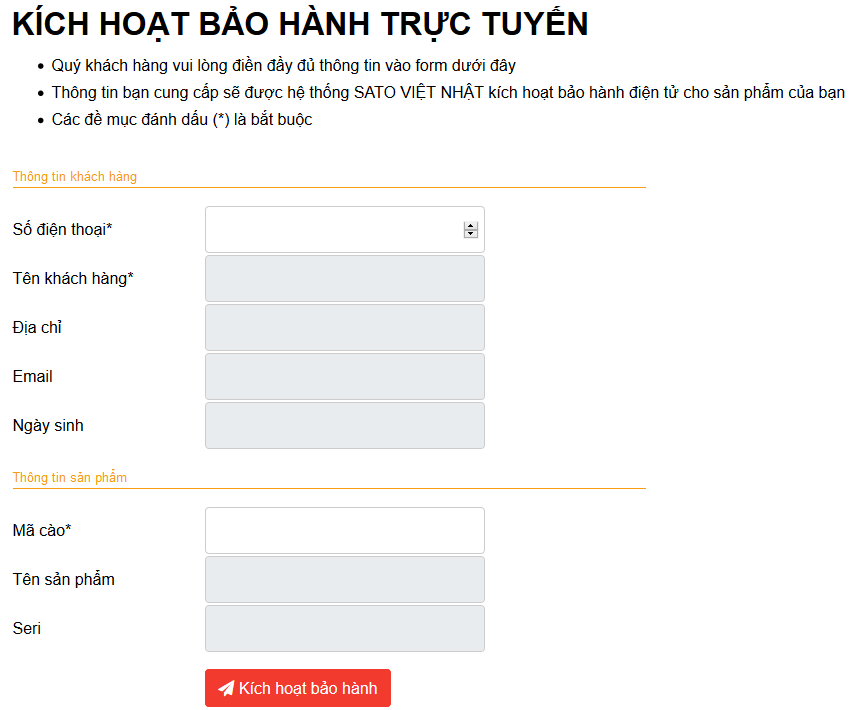 KÍCH HOẠT BẢO HÀNH TRỰC TUYẾN
Quý khách hàng vui lòng điền đầy đủ thông tin vào form dưới đây
Thông tin bạn cung cấp sẽ được hệ thống SATO VIỆT NHẬT kích hoạt bảo hành điện tử cho sản phẩm của bạn
Các đề mục đánh dấu (*) là bắt buộc
Thông tin khách hàng
Số điện thoại*
Tên khách hàng*
Địa chỉ
Email
Ngày sinh
Thông tin sản phẩm
Mã cào*
Tên sản phẩm
Seri
Kích hoạt bảo hành